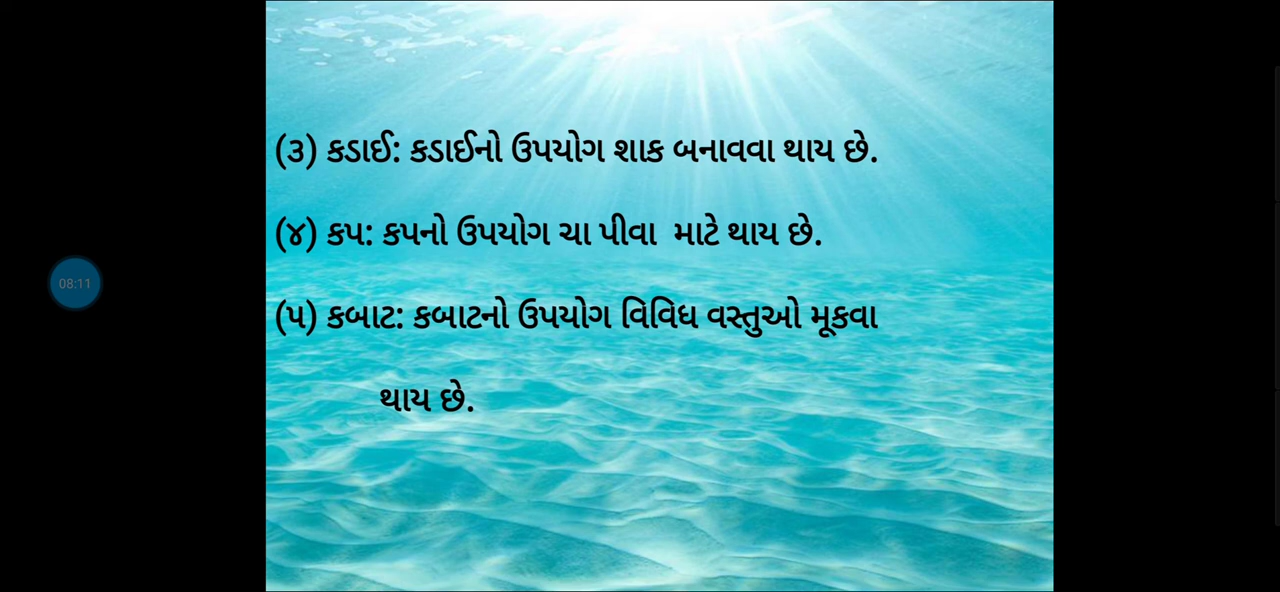 (૩) કડાઈ: કડાઈનો ઉપયોગ શાક બનાવવા થાય છે.
(૪) કપ: કપનો ઉપયોગ ચા પીવા  માટે થાય છે.
08:11
(૫) કબાટ: કબાટનો ઉપયોગ વિવિધ વસ્તુઓ મૂકવા
થાય છે.